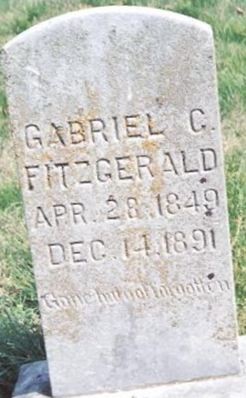 GABRIEL C.
FITZGERALD
APR. 28. 1849
DEC. 14. 1891
Gone but not forgotten